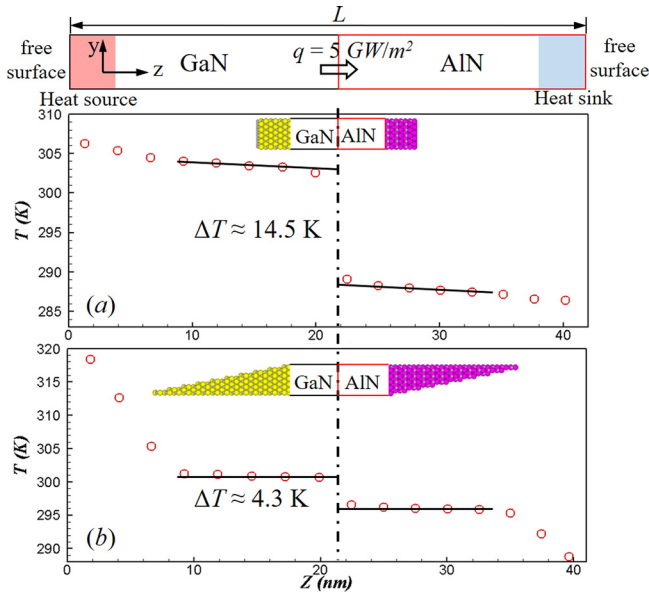 L
free surface
y
z
GaN
q = 5 GW/m²
AlN
free surface
Heat source
Heat sink
310
305
300
295
290
285
T (K)
GaN
AlN
ΔT ≈ 14.5 K
(a)
0 10 20 30 40
320
315
310
305
300
295
290
T (K)
GaN
AlN
ΔT ≈ 4.3 K
(b)
0 10 20 30 40
Z (nm)